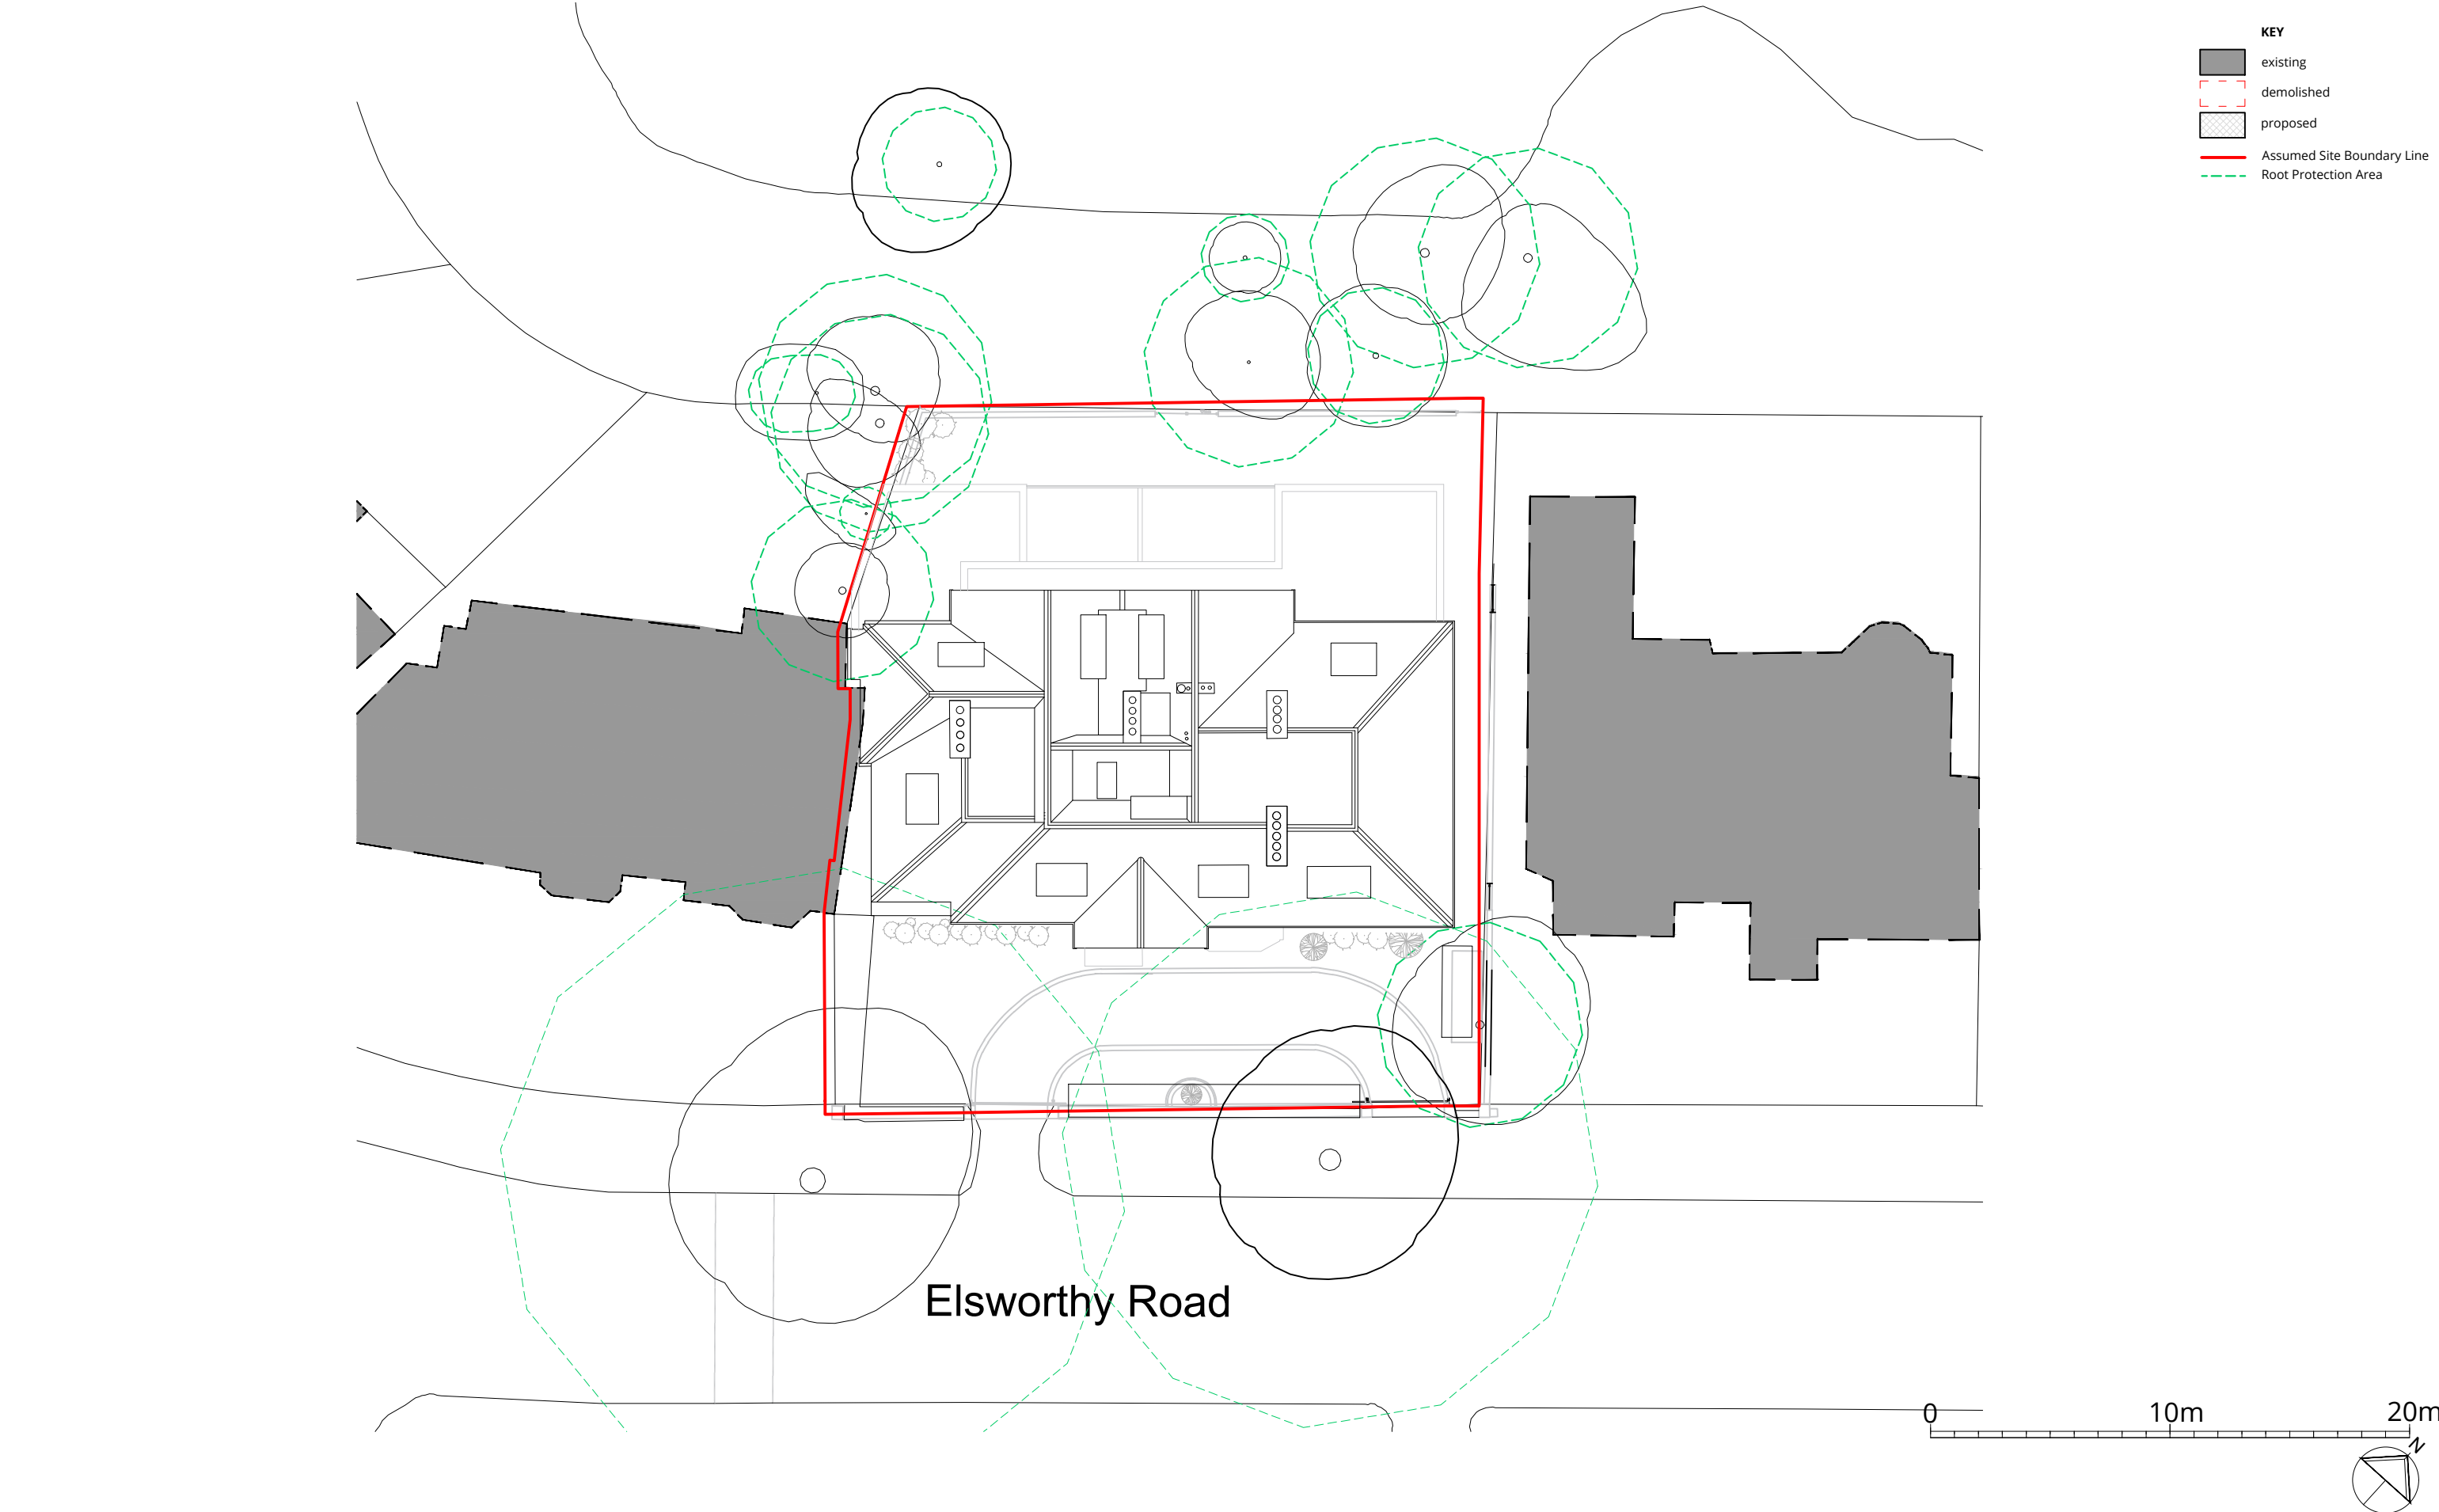 KEY
existing
demolished
proposed
Assumed Site Boundary Line
Root Protection Area
Elsworthy Road
0 10m 20m
N